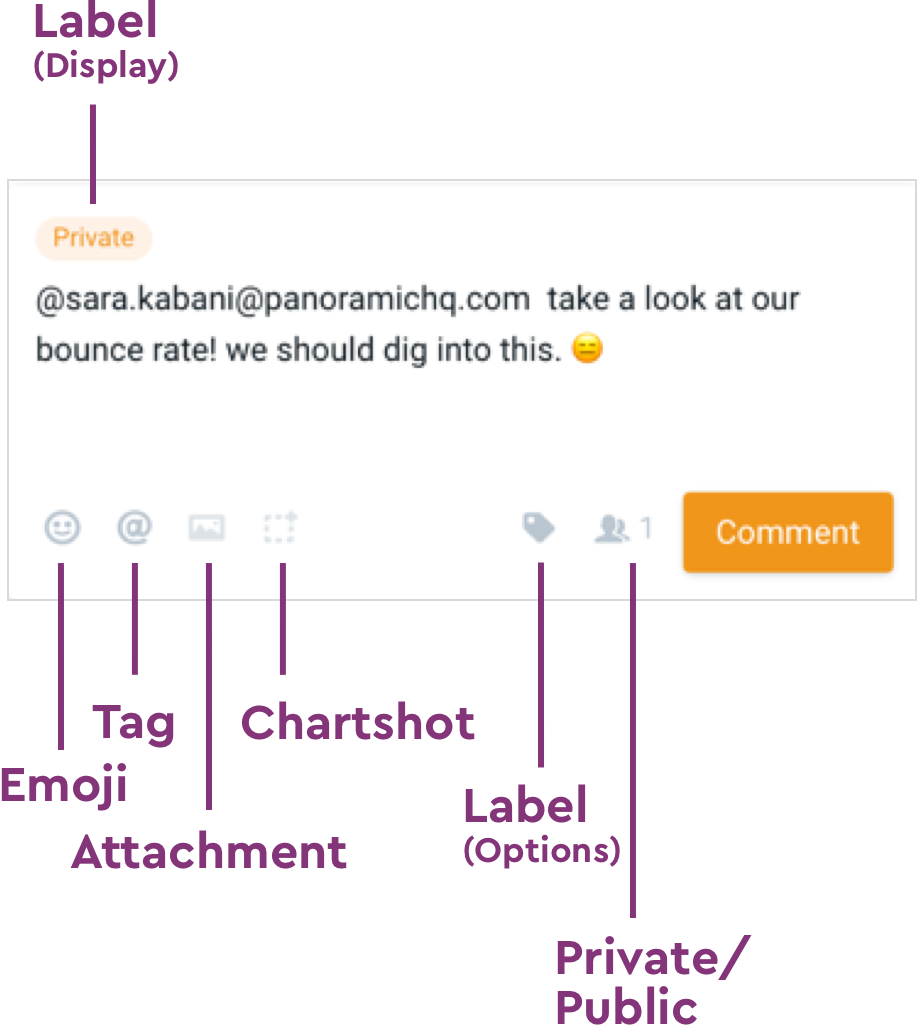 Label
(Display)
Private
@sara.kabani@panoramichq.com take a look at our
bounce rate! we should dig into this. 😑
1
Comment
Tag
Chartshot
Emoji
Label
(Options)
Attachment
Private/
Public